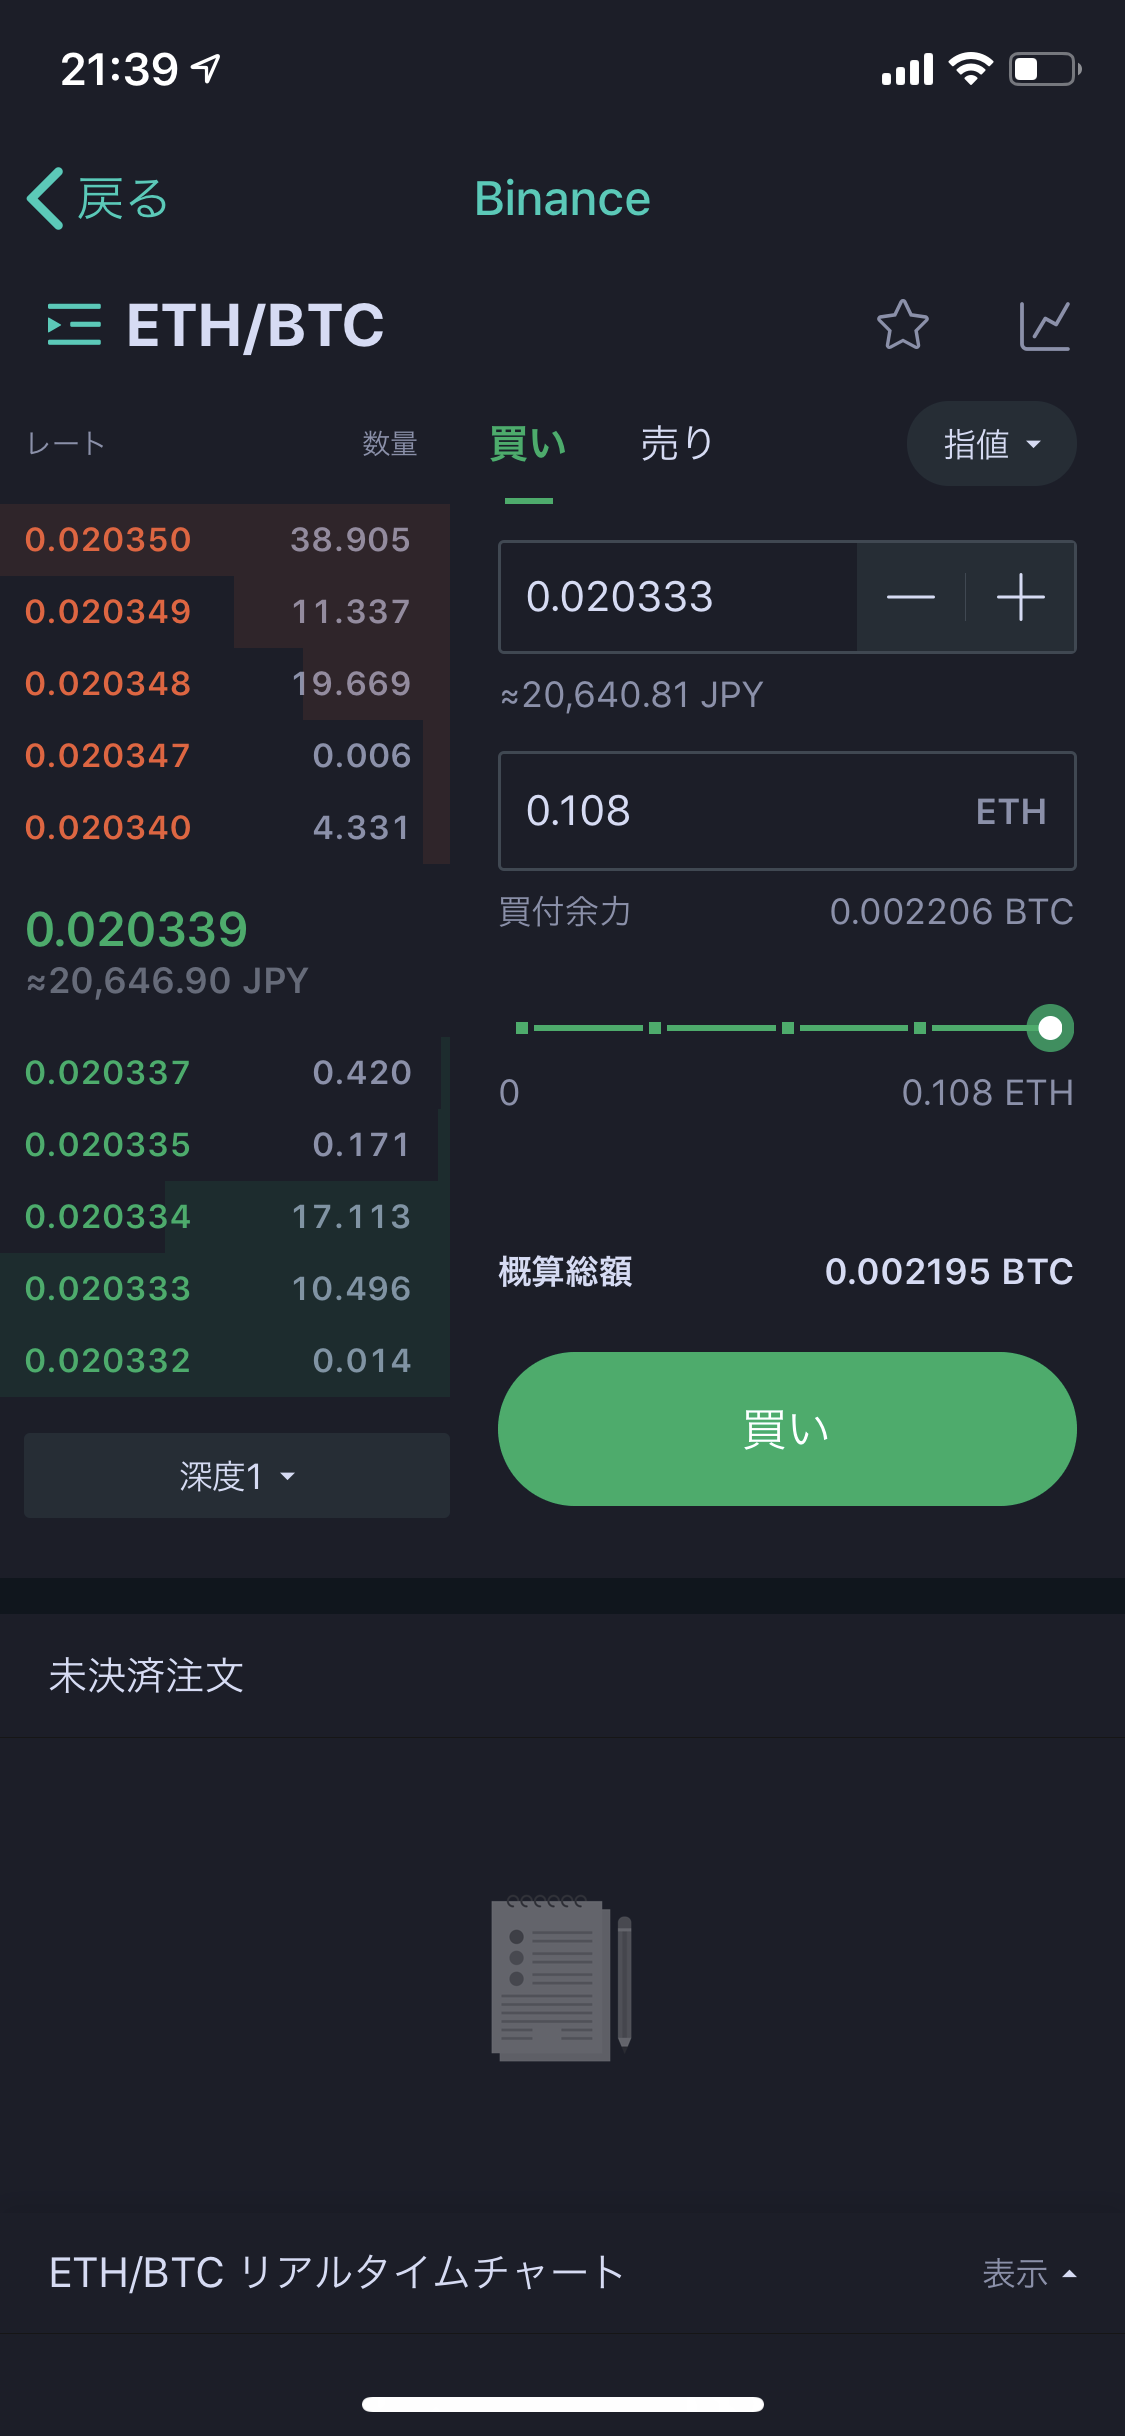 21:39
戻る
Binance
ETH/BTC
レート 数量
買い 売り 指値
0.020350 38.905
0.020349 11.337
0.020348 19.669
0.020347 0.006
0.020340 4.331
0.020339
≈20,646.90 JPY
0.020337 0.420
0.020335 0.171
0.020334 17.113
0.020333 10.496
0.020332 0.014
深度1
0.020333
≈20,640.81 JPY
0.108 ETH
買付余力 0.002206 BTC
0 0.108 ETH
概算総額 0.002195 BTC
買い
未決済注文
ETH/BTC リアルタイムチャート 表示